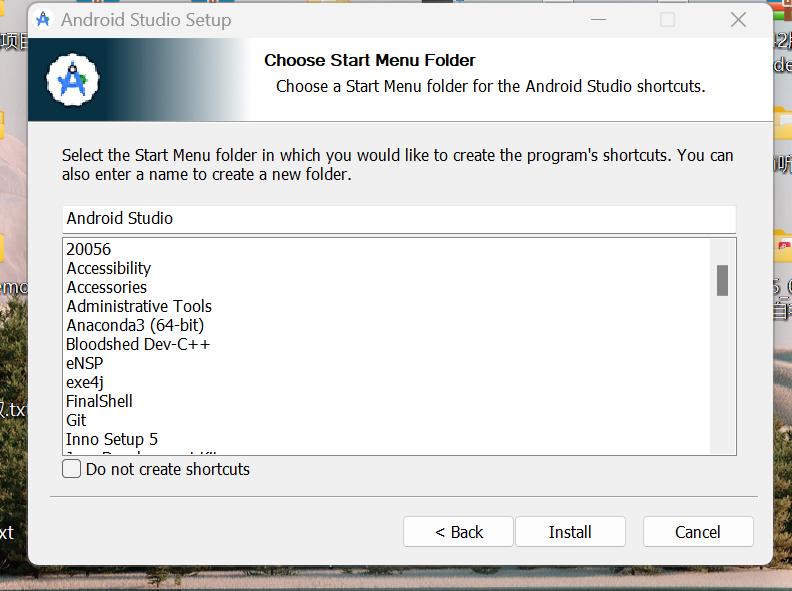 Android Studio Setup
Choose Start Menu Folder
Choose a Start Menu folder for the Android Studio shortcuts.
Select the Start Menu folder in which you would like to create the program's shortcuts. You can
also enter a name to create a new folder.
Android Studio
20056
Accessibility
Accessories
Administrative Tools
Anaconda3 (64-bit)
Bloodshed Dev-C++
eNSP
exe4j
FinalShell
Git
Inno Setup 5
Do not create shortcuts
< Back
Install
Cancel